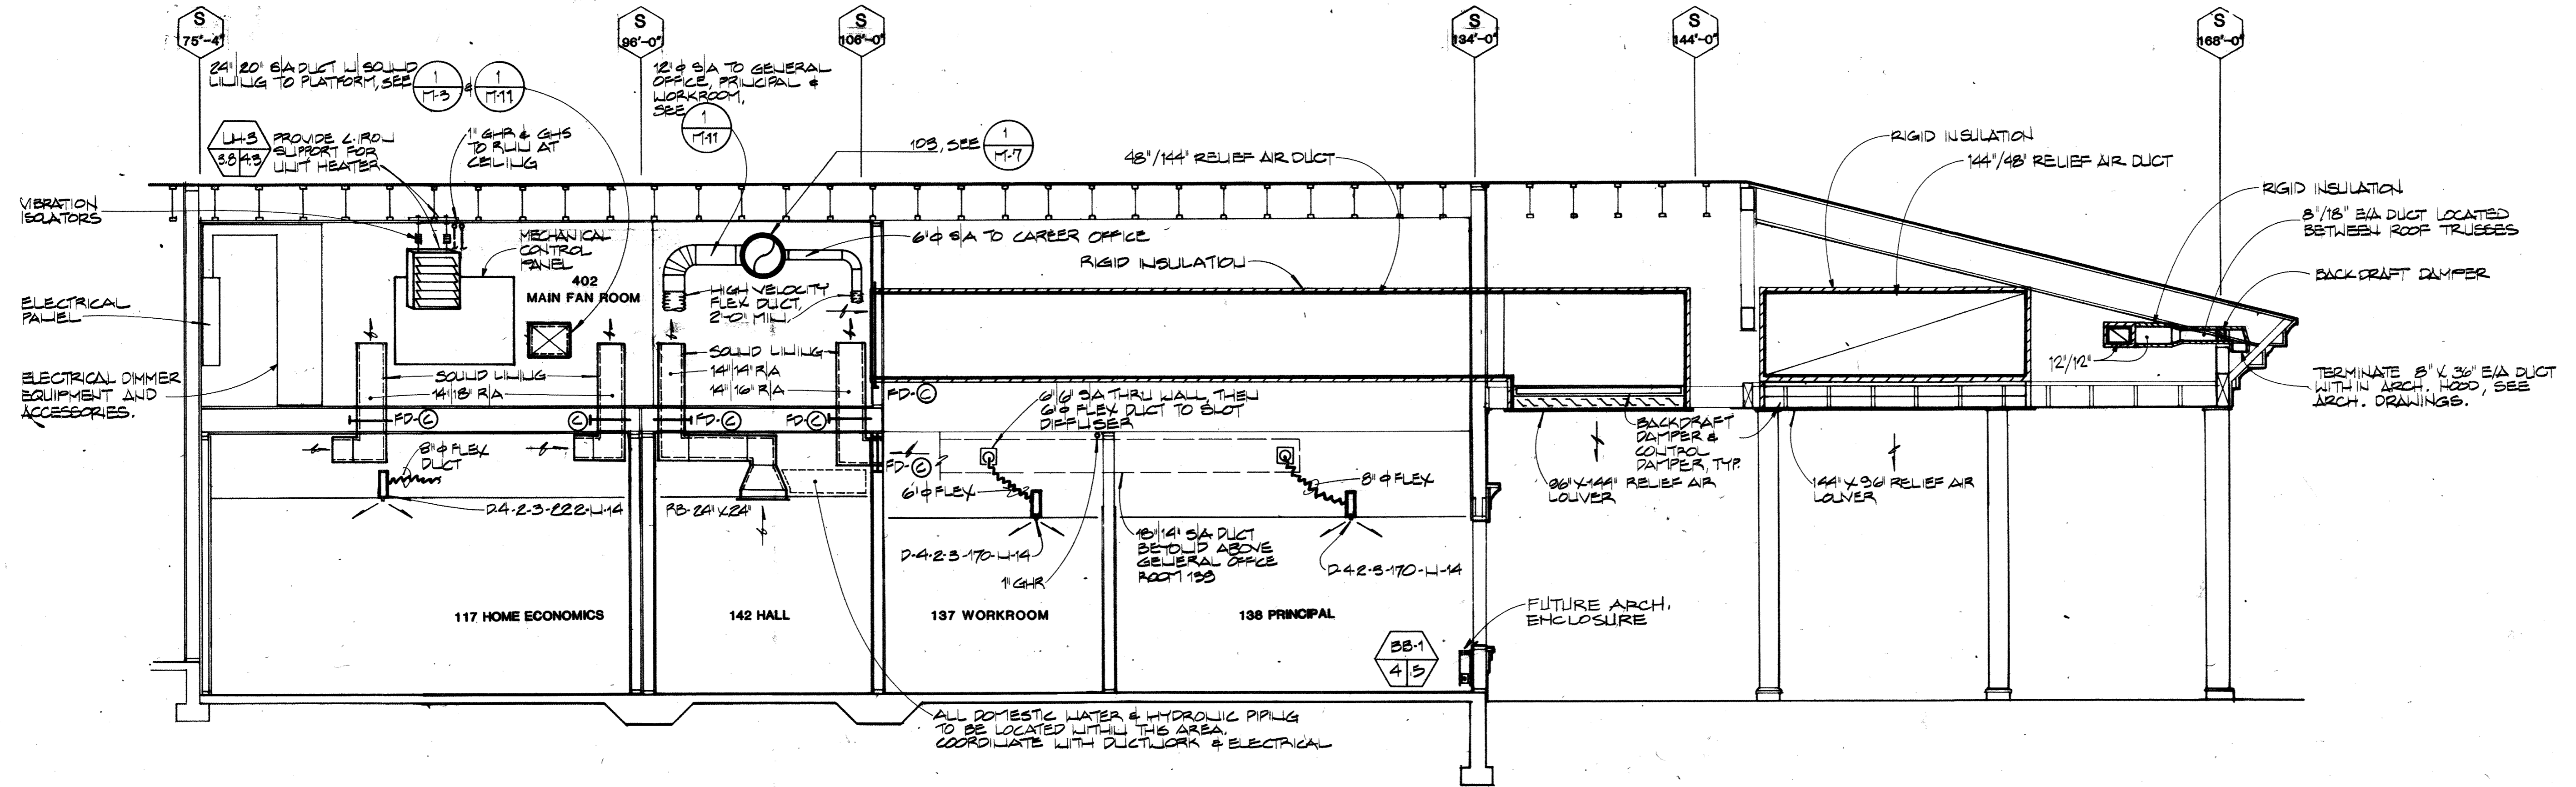 S
75'-4"
S
96'-0"
S
106'-0"
S
134'-0"
S
144'-0"
S
168'-0"
24"/20" S/A DUCT W/ SOUND
LINING TO PLATFORM, SEE
1
M-3
&
1
M-11
12"ϕ S/A TO GENERAL
OFFICE, PRINCIPAL &
WORKROOM,
SEE
1
M-11
UH-3
3.8 4.3
PROVIDE L-IRON
SUPPORT FOR
UNIT HEATER
1" GHR & GHS
TO RUN AT
CEILING
103, SEE
1
M-7
48"/144" RELIEF AIR DUCT
RIGID INSULATION
144"/48" RELIEF AIR DUCT
RIGID INSULATION
8"/18" E/A DUCT LOCATED
BETWEEN ROOF TRUSSES
BACKDRAFT DAMPER
VIBRATION
ISOLATORS
MECHANICAL
CONTROL
PANEL
402
MAIN FAN ROOM
6"ϕ S/A TO CAREER OFFICE
RIGID INSULATION
HIGH VELOCITY
FLEX DUCT,
2'-0" MIN.
ELECTRICAL
PANEL
ELECTRICAL DIMMER
EQUIPMENT AND
ACCESSORIES.
SOUND LINING
14"/18" R/A
SOUND LINING
14"/14" R/A
14"/16" R/A
FD-C
C
FD-C
FD-C
FD-C
FD-C
6"/6" S/A THRU WALL, THEN
6"ϕ FLEX DUCT TO SLOT
DIFFUSER
12"/12"
TERMINATE 8" X 36" E/A DUCT
WITHIN ARCH. HOOD, SEE
ARCH. DRAWINGS.
BACKDRAFT
DAMPER &
CONTROL
DAMPER, TYP.
96"X144" RELIEF AIR
LOUVER
144"X96" RELIEF AIR
LOUVER
8"ϕ FLEX
DUCT
D-4-2-3-222-H-14
RB-24"X24"
6"ϕ FLEX
8"ϕ FLEX
D-4-2-3-170-H-14
1" GHR
18"/14" S/A DUCT
BEYOND ABOVE
GENERAL OFFICE
ROOM 139
D-4-2-3-170-H-14
117 HOME ECONOMICS
142 HALL
137 WORKROOM
138 PRINCIPAL
FUTURE ARCH.
ENCLOSURE
BB-1
4 .5
ALL DOMESTIC WATER & HYDRONIC PIPING
TO BE LOCATED WITHIN THIS AREA.
COORDINATE WITH DUCTWORK & ELECTRICAL